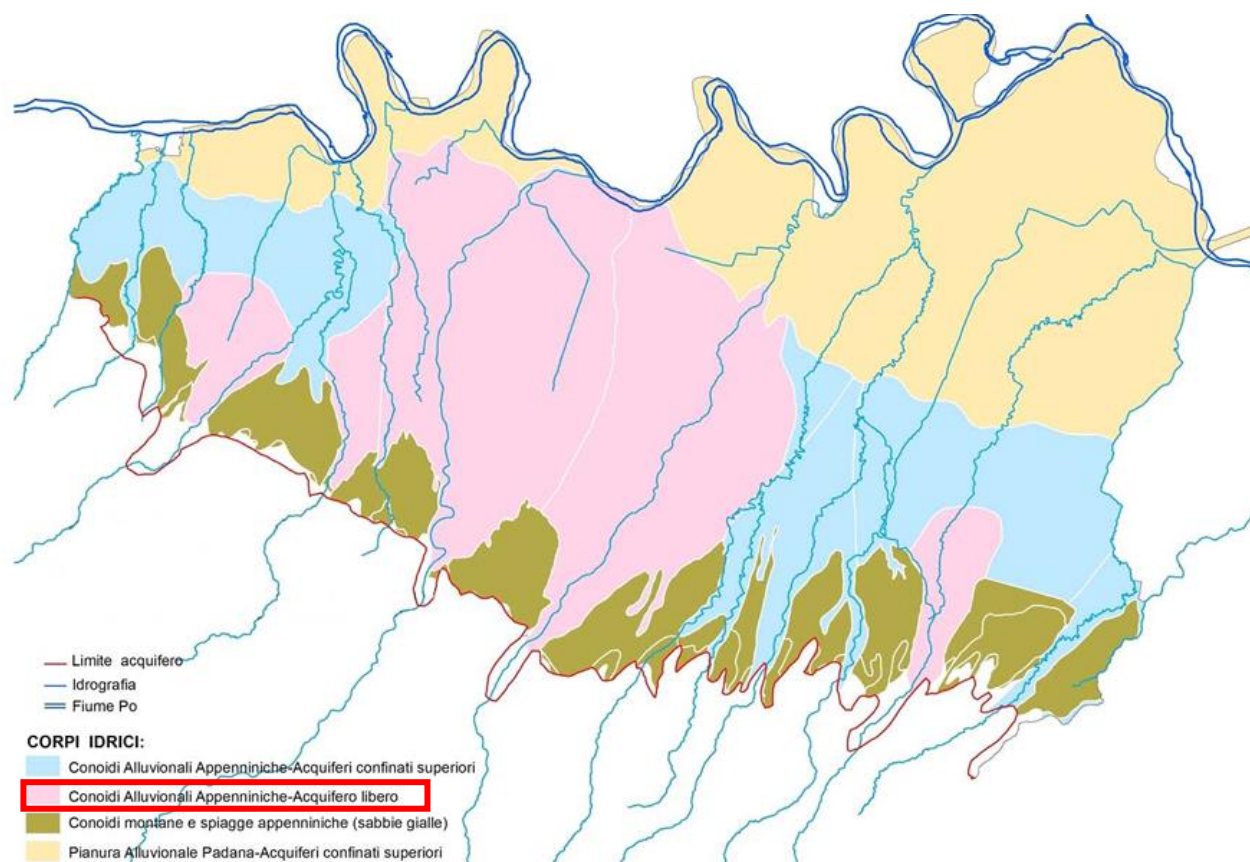 Limite acquifero
Idrografia
Fiume Po
CORPI IDRICI:
Conoidi Alluvionali Appenniniche-Acquiferi confinati superiori
Conoidi Alluvionali Appenniniche-Acquifero libero
Conoidi montane e spiagge appenniniche (sabbie gialle)
Pianura Alluvionale Padana-Acquiferi confinati superiori